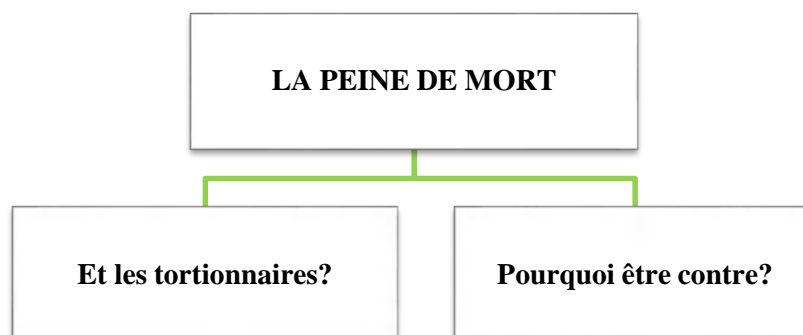 LA PEINE DE MORT
Et les tortionnaires?
Pourquoi être contre?